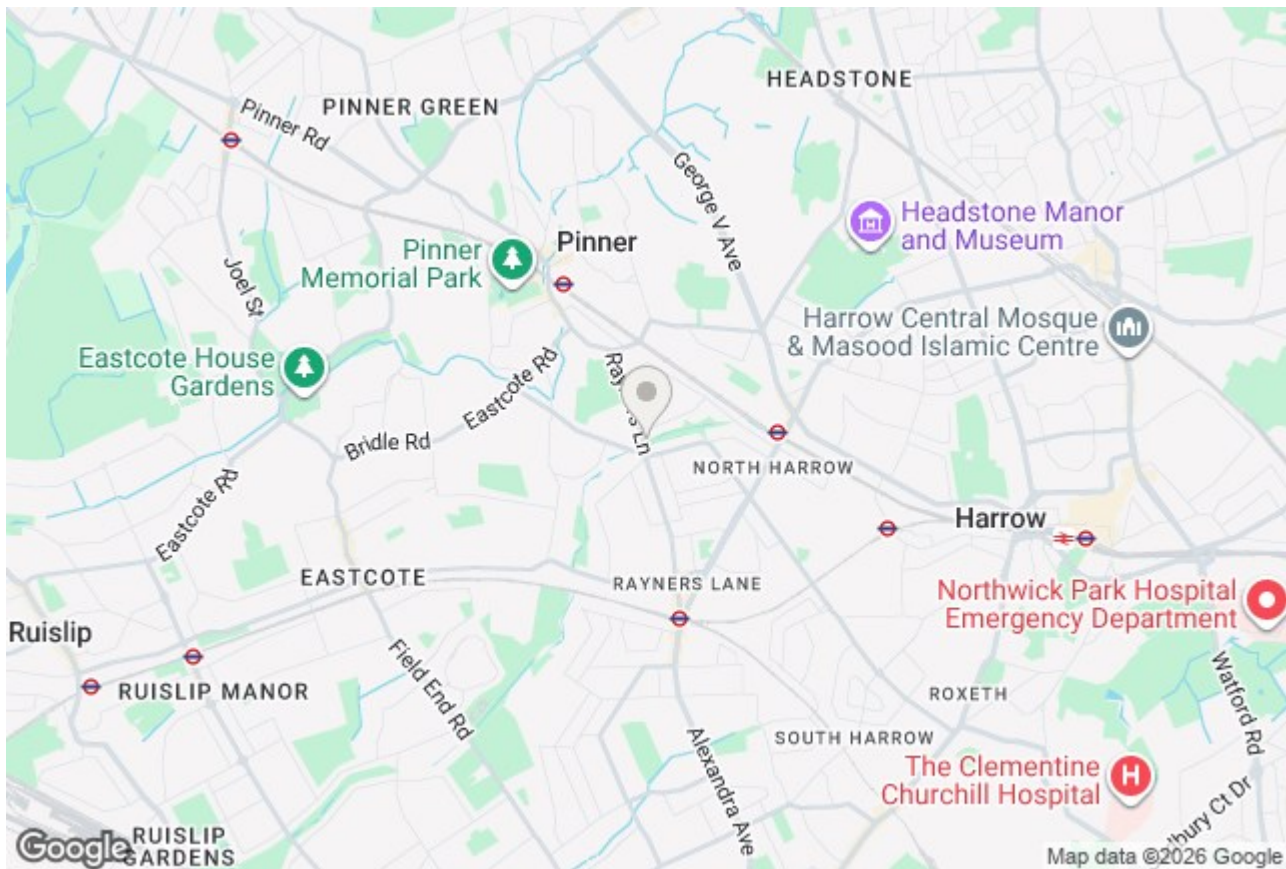 HEADSTONE
PINNER GREEN
Pinner Rd
George V Ave
Headstone Manor
and Museum
Pinner
Pinner
Memorial Park
Joel St
Harrow Central Mosque
& Masood Islamic Centre
Eastcote House
Gardens
Eastcote Rd
Bridle Rd
NORTH HARROW
Eastcote Rd
Harrow
EASTCOTE
RAYNERS LANE
Northwick Park Hospital
Emergency Department
Ruislip
RUISLIP MANOR
Field End Rd
ROXETH
Watford Rd
SOUTH HARROW
Alexandra Ave
The Clementine
Churchill Hospital
H
Ct Dr
RUISLIP
GARDENS
Google
Map data ©2026 Google